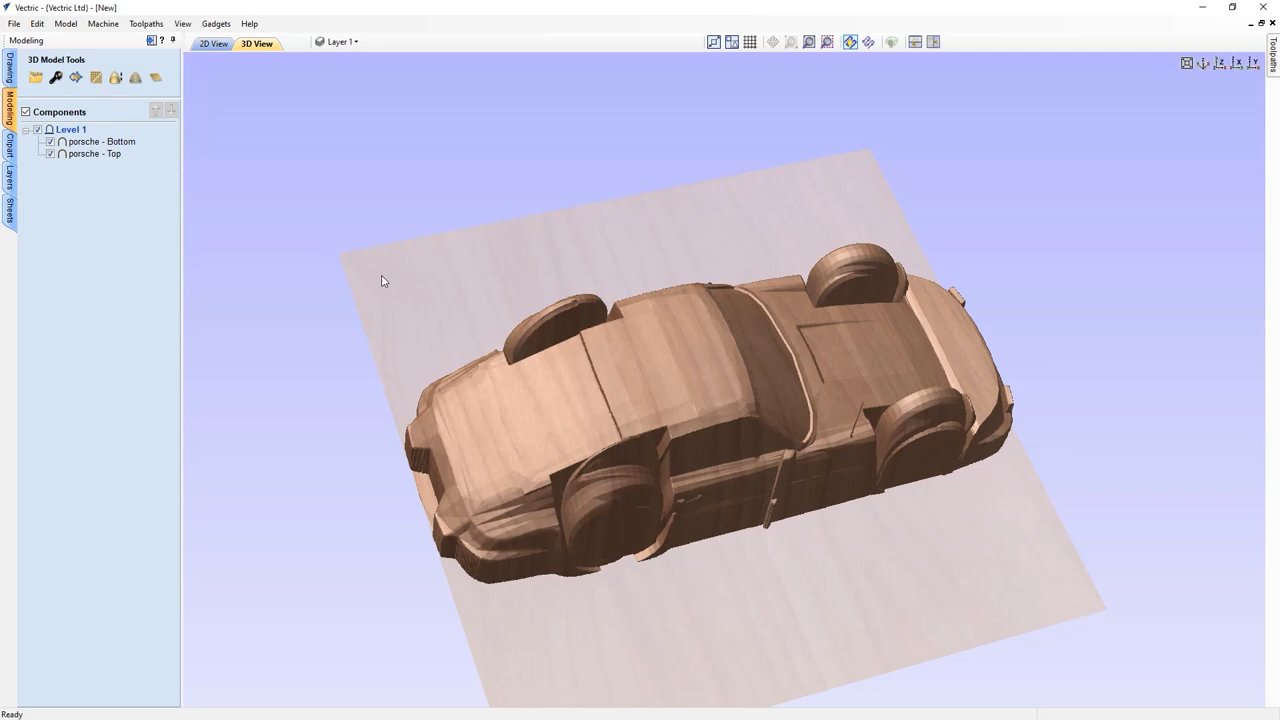 Vectric - {Vectric Ltd} - [New]
File Edit Model Machine Toolpaths View Gadgets Help
Modeling
2D View 3D View Layer 1
3D Model Tools
Components
Level 1
porsche - Bottom
porsche - Top
Drawing
Modeling
Clipart
Layers
Sheets
Toolpaths
Z
X
Y
Ready